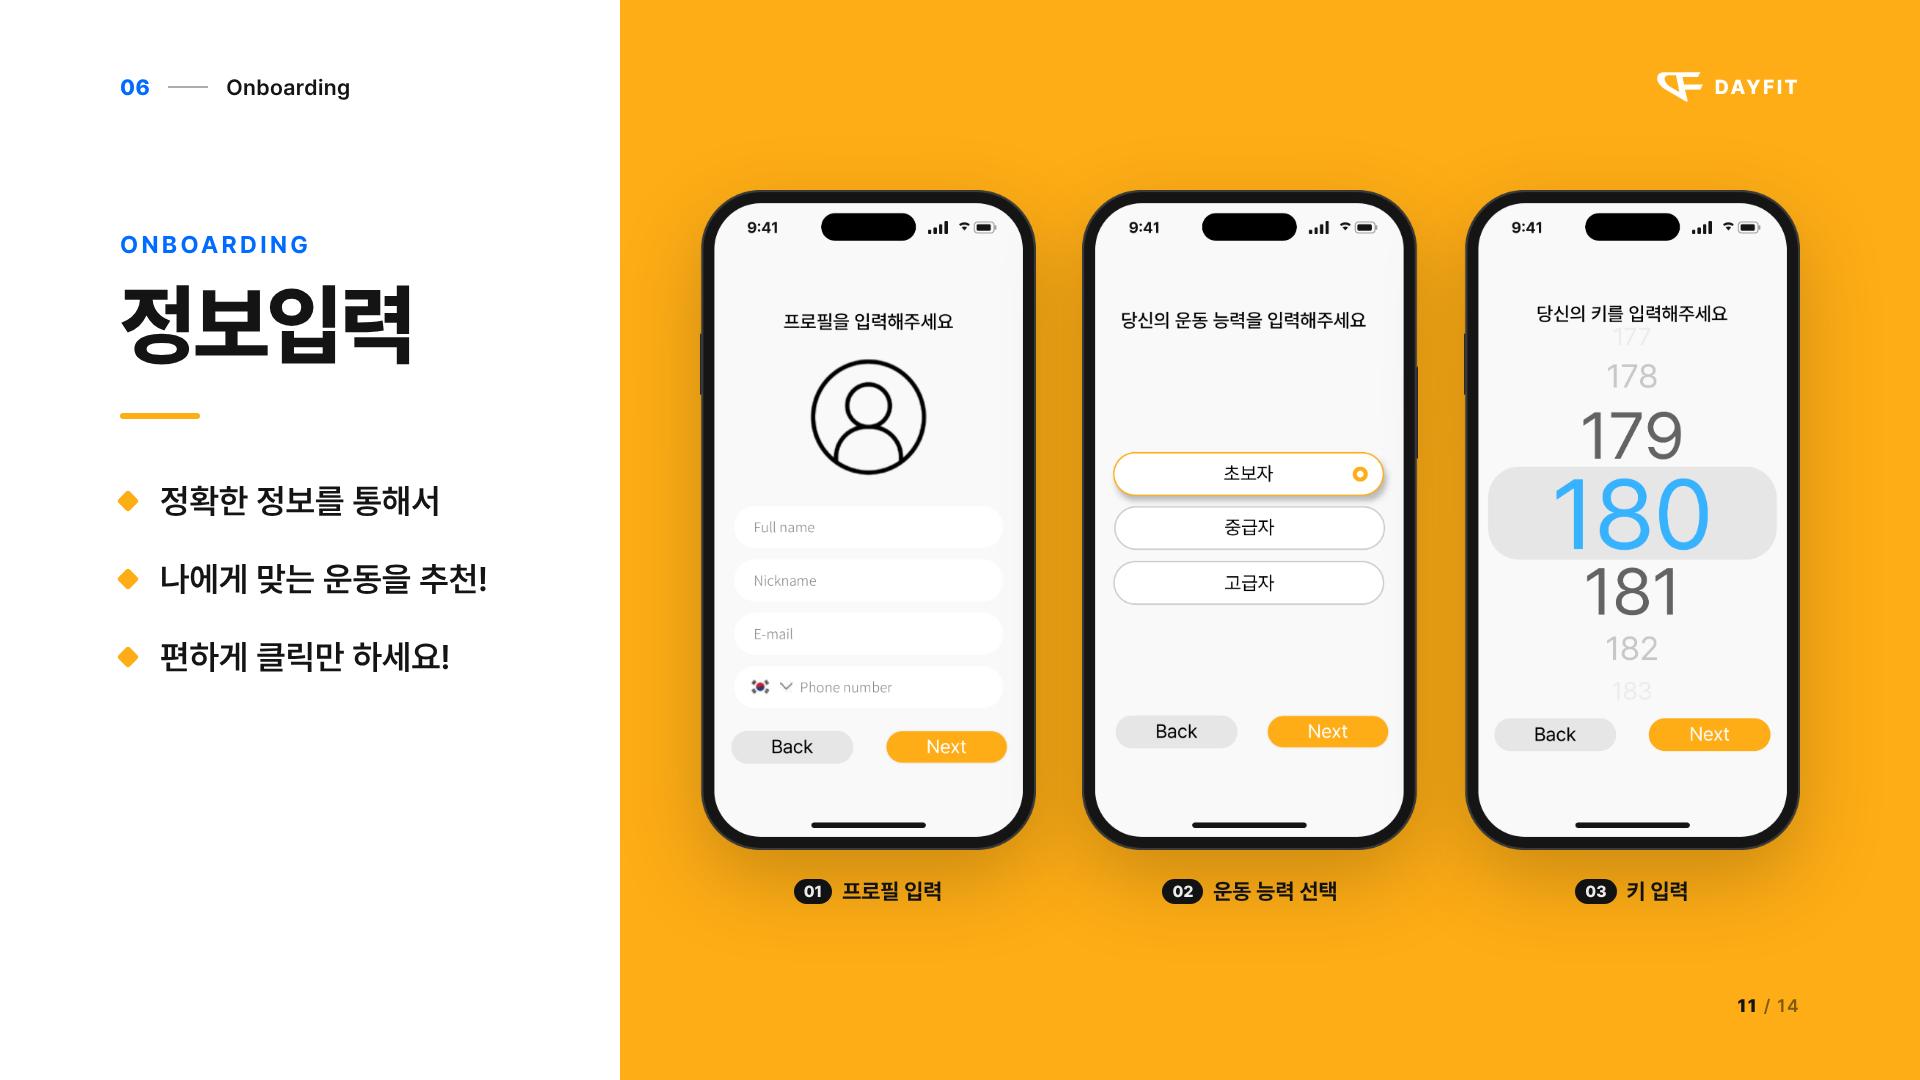 06 — Onboarding
DAYFIT
ONBOARDING
정보입력
정확한 정보를 통해서
나에게 맞는 운동을 추천!
편하게 클릭만 하세요!
9:41
프로필을 입력해주세요
Full name
Nickname
E-mail
Phone number
Back
Next
01 프로필 입력
9:41
당신의 운동 능력을 입력해주세요
초보자
중급자
고급자
Back
Next
02 운동 능력 선택
9:41
당신의 키를 입력해주세요
177
178
179
180
181
182
183
Back
Next
03 키 입력
11 / 14